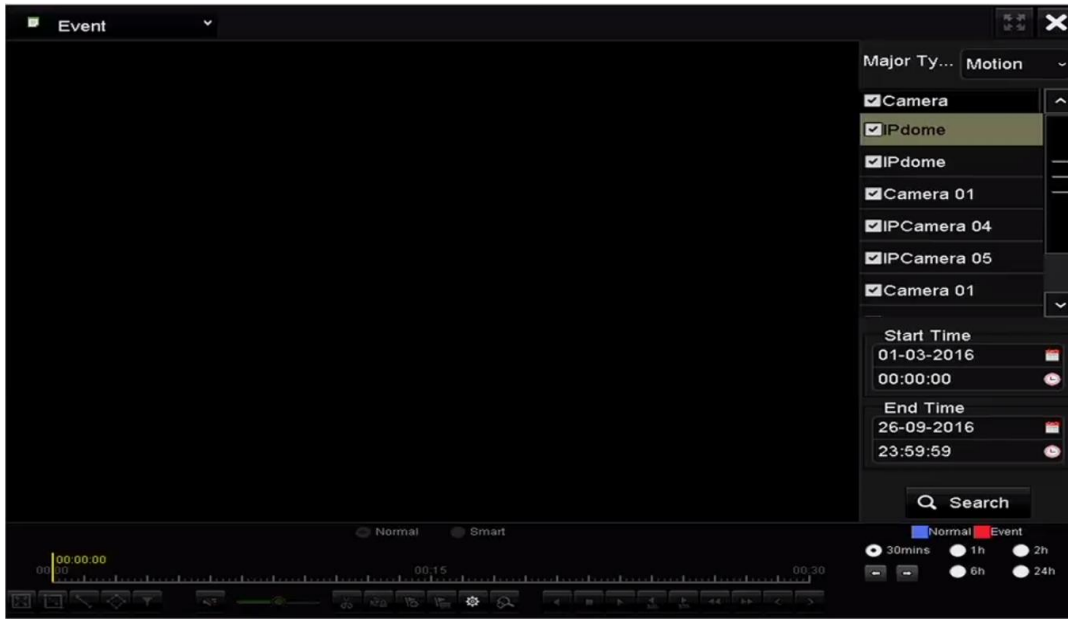 Event
Major Ty... Motion
Camera
IPdome
IPdome
Camera 01
IPCamera 04
IPCamera 05
Camera 01
Start Time
01-03-2016
00:00:00
End Time
26-09-2016
23:59:59
Search
Normal Smart
Normal Event
00:00:00
00:15 00:30
30mins 1h 2h
6h 24h